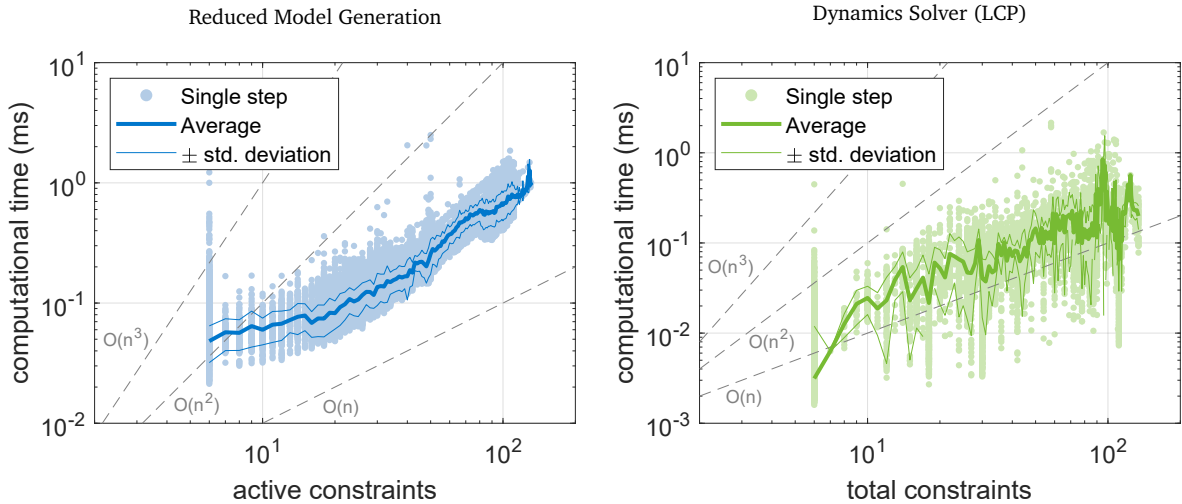 Reduced Model Generation
computational time (ms)
10^1
10^0
10^-1
10^-2
Single step
Average
± std. deviation
O(n^3)
O(n^2)
O(n)
10^1
10^2
active constraints
Dynamics Solver (LCP)
computational time (ms)
10^1
10^0
10^-1
10^-2
10^-3
Single step
Average
± std. deviation
O(n^3)
O(n^2)
O(n)
10^1
10^2
total constraints